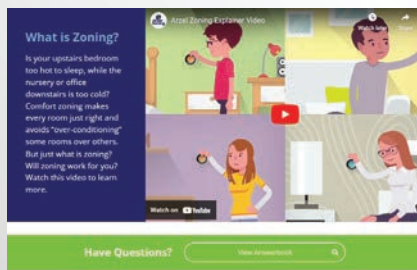 What is Zoning?
Is your upstairs bedroom
too hot to sleep, while the
nursery or office
downstairs is too cold?
Comfort zoning makes
every room just right and
avoids "over-conditioning"
some rooms over others.
But just what is zoning?
Will zoning work for you?
Watch this video to learn
more.
Arzel Zoning Explainer Video
Watch later
Share
Watch on YouTube
Have Questions?
View Answerbook